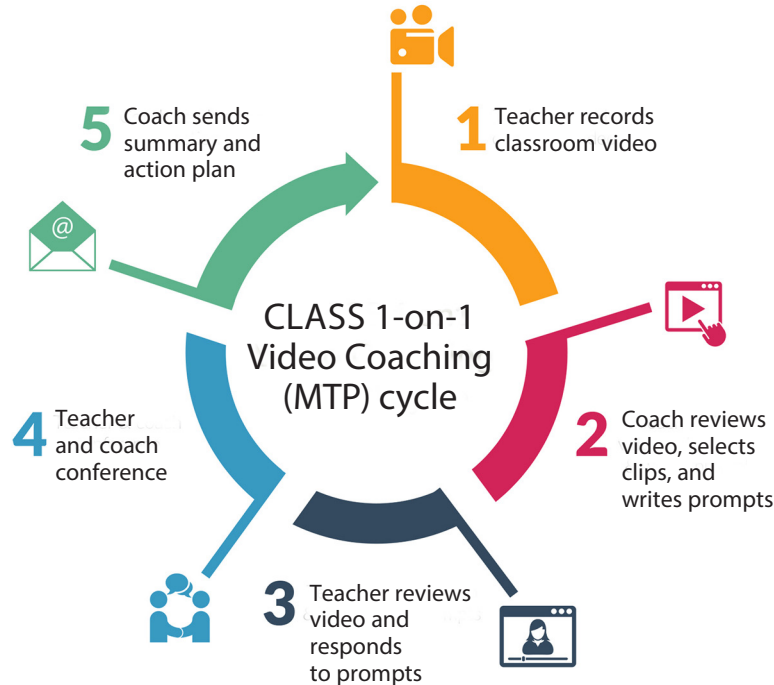 CLASS 1-on-1
Video Coaching
(MTP) cycle
1 Teacher records
classroom video
2 Coach reviews
video, selects
clips, and
writes prompts
3 Teacher reviews
video and
responds
to prompts
4 Teacher
and coach
conference
5 Coach sends
summary and
action plan
@